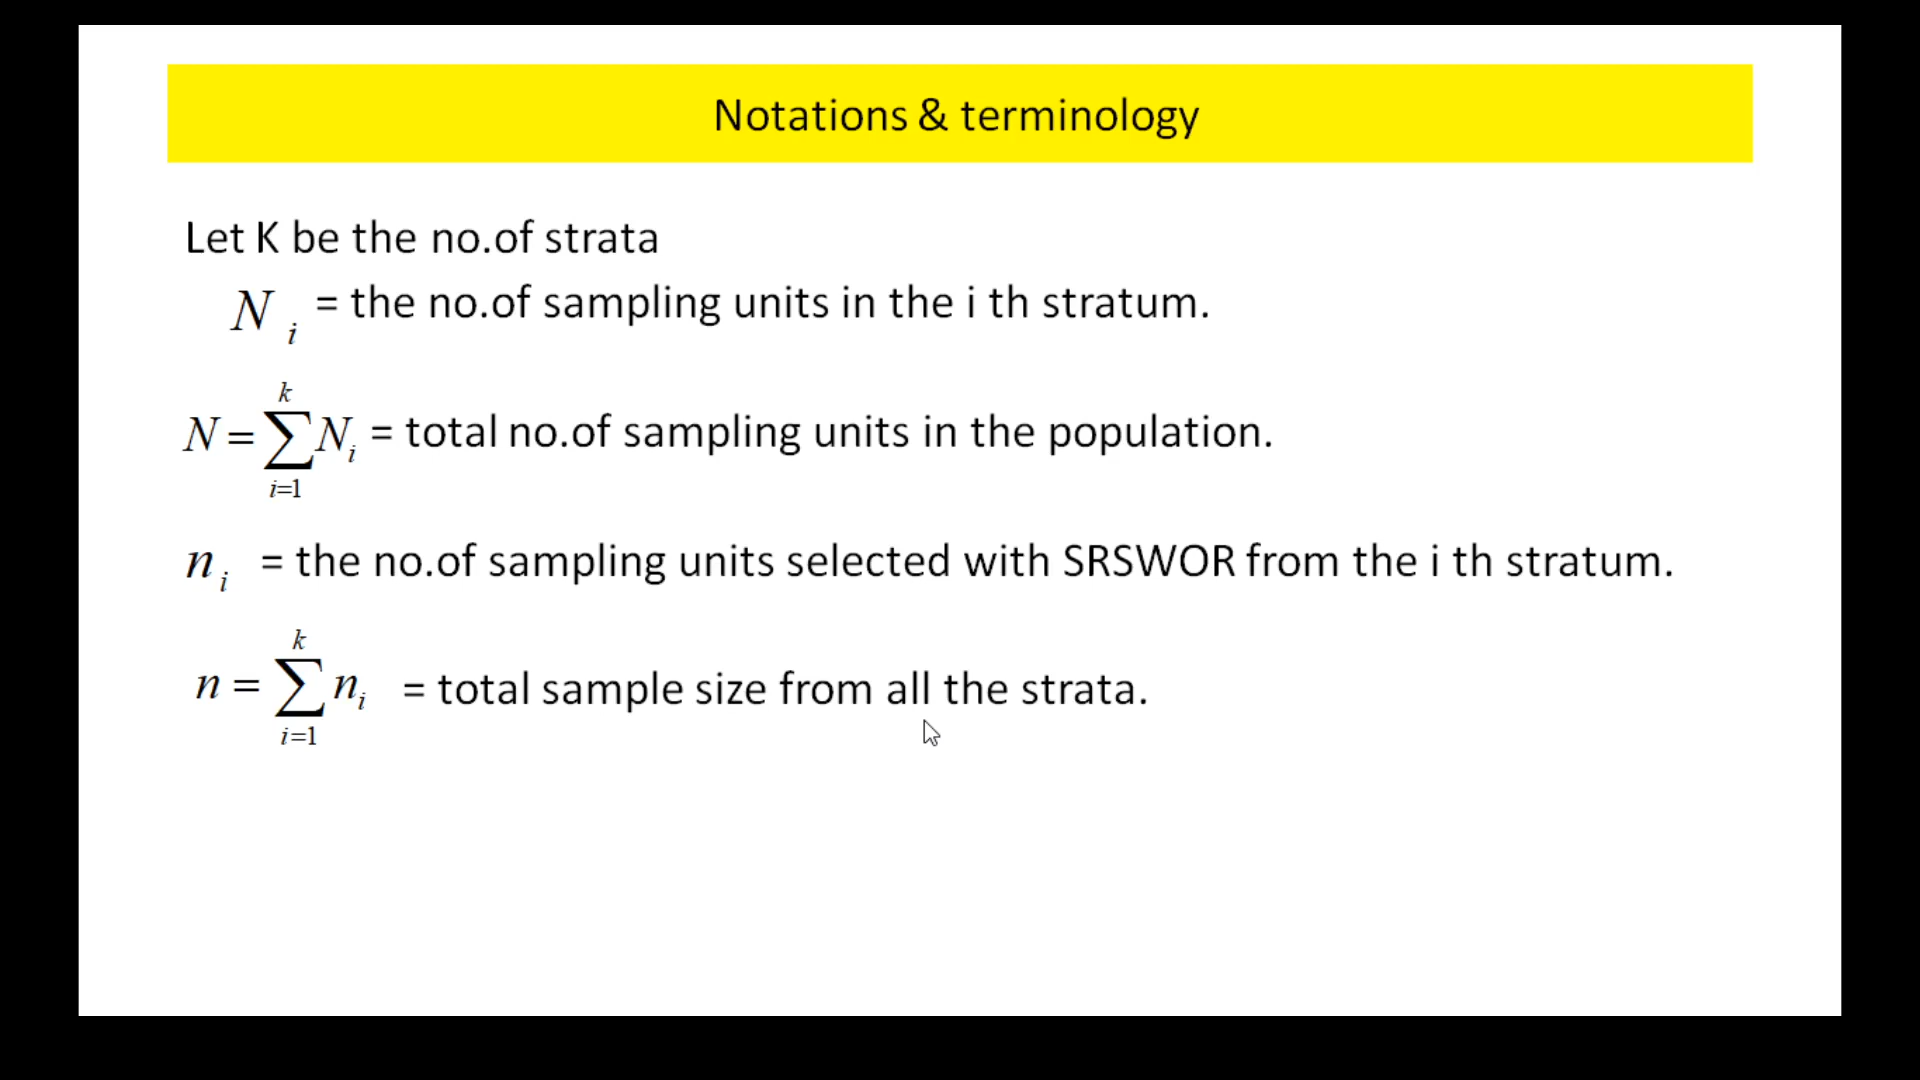 Notations & terminology
Let K be the no.of strata
N i = the no.of sampling units in the i th stratum.
N = ∑_{i=1}^{k} N_i = total no.of sampling units in the population.
n i = the no.of sampling units selected with SRSWOR from the i th stratum.
n = ∑_{i=1}^{k} n_i = total sample size from all the strata.